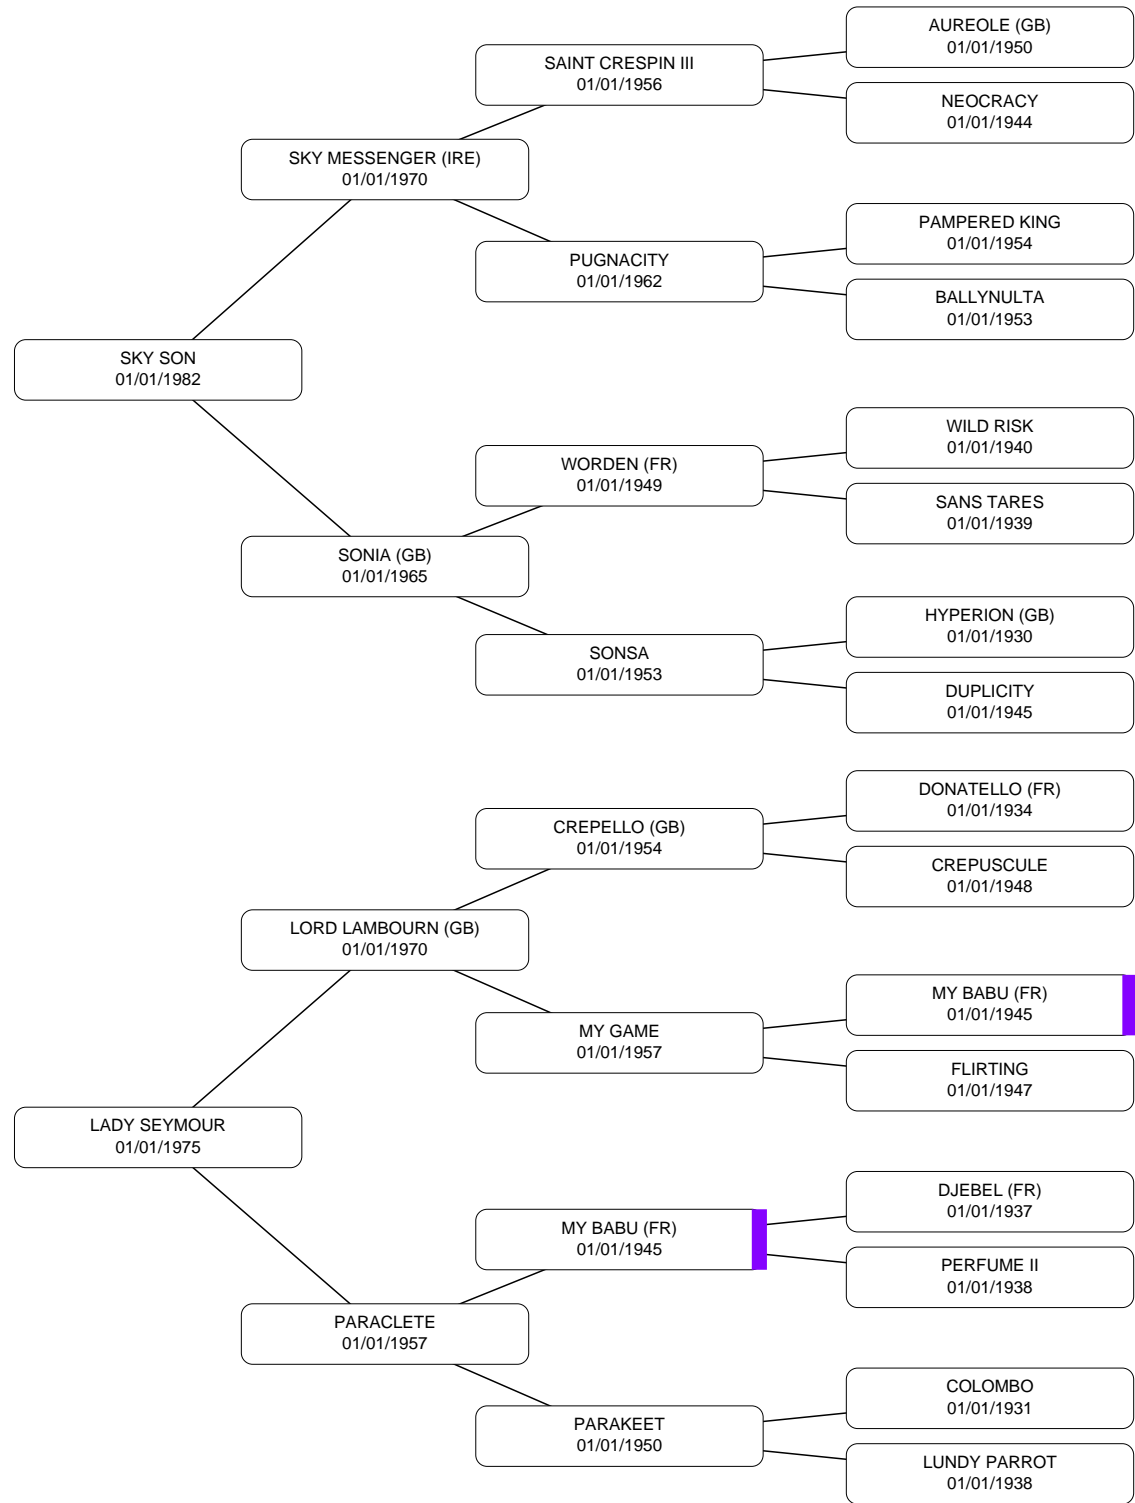 AUREOLE (GB)
01/01/1950
SAINT CRESPIN III
01/01/1956
NEOCRACY
01/01/1944
SKY MESSENGER (IRE)
01/01/1970
PAMPERED KING
01/01/1954
PUGNACITY
01/01/1962
BALLYNULTA
01/01/1953
SKY SON
01/01/1982
WILD RISK
01/01/1940
WORDEN (FR)
01/01/1949
SANS TARES
01/01/1939
SONIA (GB)
01/01/1965
HYPERION (GB)
01/01/1930
SONSA
01/01/1953
DUPLICITY
01/01/1945
DONATELLO (FR)
01/01/1934
CREPELLO (GB)
01/01/1954
CREPUSCULE
01/01/1948
LORD LAMBOURN (GB)
01/01/1970
MY BABU (FR)
01/01/1945
MY GAME
01/01/1957
FLIRTING
01/01/1947
LADY SEYMOUR
01/01/1975
DJEBEL (FR)
01/01/1937
MY BABU (FR)
01/01/1945
PERFUME II
01/01/1938
PARACLETE
01/01/1957
COLOMBO
01/01/1931
PARAKEET
01/01/1950
LUNDY PARROT
01/01/1938